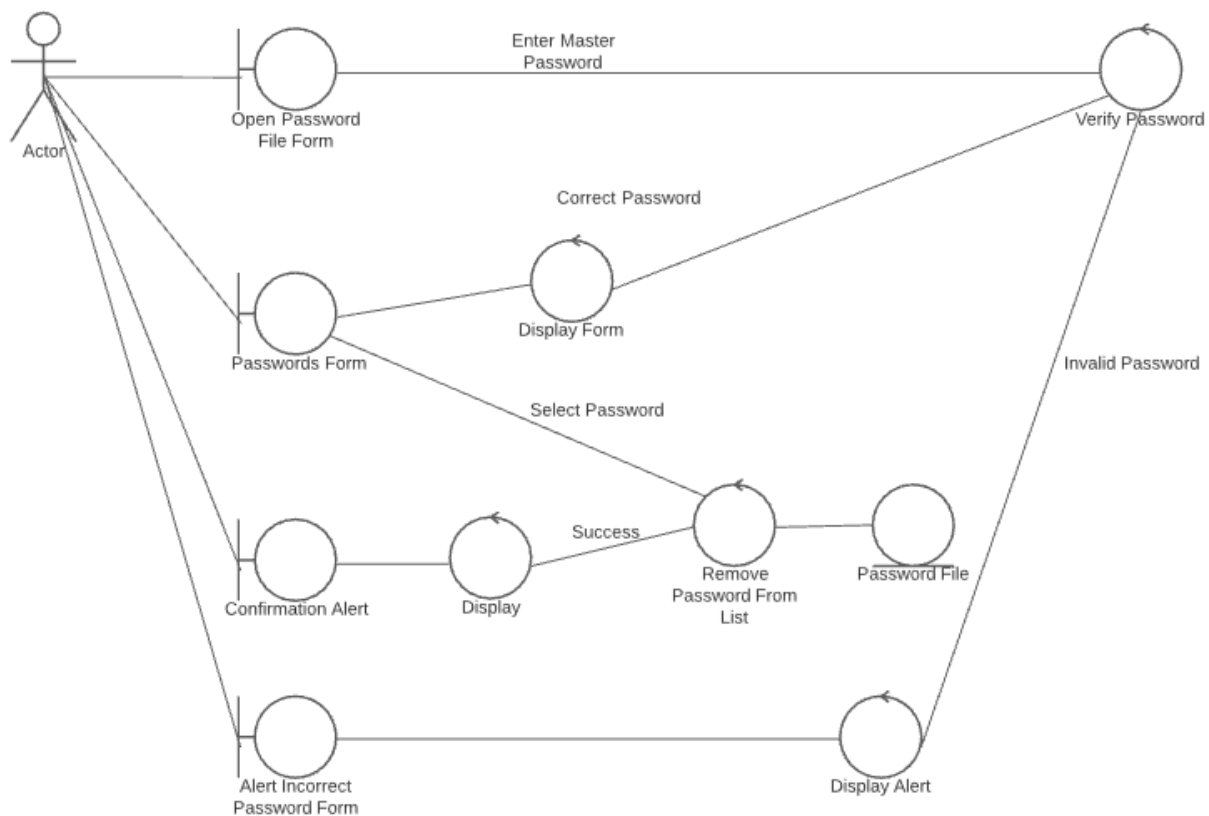 Enter Master
Password
Open Password
File Form
Verify Password
Actor
Correct Password
Display Form
Passwords Form
Invalid Password
Select Password
Success
Remove
Password From
List
Password File
Confirmation Alert
Display
Alert Incorrect
Password Form
Display Alert